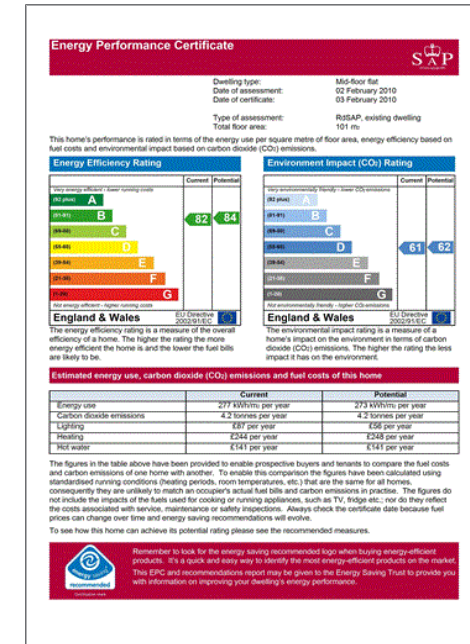 Energy Performance Certificate
SAP
Dwelling type: Mid-floor flat
Date of assessment: 02 February 2010
Date of certificate: 03 February 2010
Type of assessment: RdSAP, existing dwelling
Total floor area: 101 m²
This home's performance is rated in terms of the energy use per square metre of floor area, energy efficiency based on
fuel costs and environmental impact based on carbon dioxide (CO2) emissions.
Energy Efficiency Rating
Current Potential
Very energy efficient - lower running costs
(92 plus) A
(81-91) B
82 84
(69-80) C
(55-68) D
(39-54) E
(21-38) F
(1-20) G
Not energy efficient - higher running costs
England & Wales
EU Directive
2002/91/EC
The energy efficiency rating is a measure of the overall
efficiency of a home. The higher the rating the more
energy efficient the home is and the lower the fuel bills
are likely to be.
Environment Impact (CO2) Rating
Current Potential
Very environmentally friendly - lower CO2 emissions
(92 plus) A
(81-91) B
(69-80) C
(55-68) D
61 62
(39-54) E
(21-38) F
(1-20) G
Not environmentally friendly - higher CO2 emissions
England & Wales
EU Directive
2002/91/EC
The environmental impact rating is a measure of a
home's impact on the environment in terms of carbon
dioxide (CO2) emissions. The higher the rating the less
impact it has on the environment.
Estimated energy use, carbon dioxide (CO2) emissions and fuel costs of this home
Current Potential
Energy use 277 kWh/m² per year 273 kWh/m² per year
Carbon dioxide emissions 4.2 tonnes per year 4.2 tonnes per year
Lighting £87 per year £56 per year
Heating £244 per year £248 per year
Hot water £141 per year £141 per year
The figures in the table above have been provided to enable prospective buyers and tenants to compare the fuel costs
and carbon emissions of one home with another. To enable this comparison the figures have been calculated using
standardised running conditions (heating periods, room temperatures, etc.) that are the same for all homes,
consequently they are unlikely to match an occupier's actual fuel bills and carbon emissions in practise. The figures do
not include the impacts of the fuels used for cooking or running appliances, such as TV, fridge etc.; nor do they reflect
the costs associated with service, maintenance or safety inspections. Always check the certificate date because fuel
prices can change over time and energy saving recommendations will evolve.
To see how this home can achieve its potential rating please see the recommended measures.
energy saving
recommended
Remember to look for the energy saving recommended logo when buying energy-efficient
products. It's a quick and easy way to identify the most energy-efficient products on the market.
This EPC and recommendations report may be given to the Energy Saving Trust to provide you
with information on improving your dwelling's energy performance.